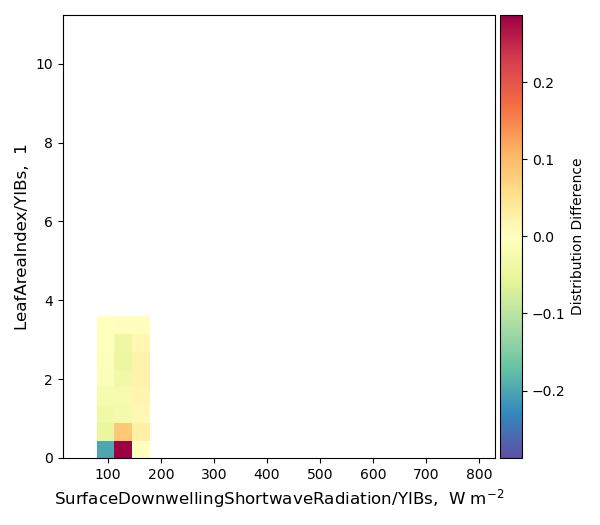 LeafAreaIndex/YIBs,  1
10
8
6
4
2
0
100 200 300 400 500 600 700 800
SurfaceDownwellingShortwaveRadiation/YIBs,  W m⁻²
0.2
0.1
0.0
−0.1
−0.2
Distribution Difference